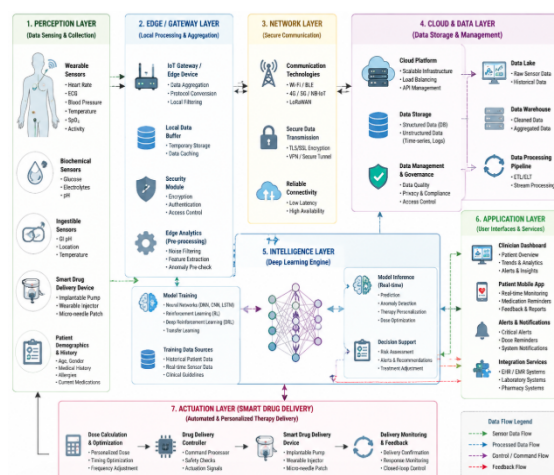 1. PERCEPTION LAYER
(Data Sensing & Collection)
Wearable
Sensors
• Heart Rate
• ECG
• Blood Pressure
• Temperature
• SpO₂
• Activity
Biochemical
Sensors
• Glucose
• Electrolytes
• pH
Ingestible
Sensors
• GI pH
• Location
• Temperature
Smart Drug
Delivery Device
• Implantable Pump
• Wearable injector
• Micro-needle Patch
Patient
Demographics
& History
• Age, Gender
• Medical History
• Allergies
• Current Medications
2. EDGE / GATEWAY LAYER
(Local Processing & Aggregation)
IoT Gateway /
Edge Device
• Data Aggregation
• Protocol Conversion
• Local Filtering
Local Data
Buffer
• Temporary Storage
• Data Caching
Security
Module
• Encryption
• Authentication
• Access Control
Edge Analytics
(Pre-processing)
• Noise Filtering
• Feature Extraction
• Anomaly Pre-check
3. NETWORK LAYER
(Secure Communication)
Communication
Technologies
• Wi-Fi / BLE
• 4G / 5G / NB-IoT
• LoRaWAN
Secure Data
Transmission
• TLS/SSL Encryption
• VPN / Secure Tunnel
Reliable
Connectivity
• Low Latency
• High Availability
4. CLOUD & DATA LAYER
(Data Storage & Management)
Cloud Platform
• Scalable Infrastructure
• Load Balancing
• API Management
Data Storage
• Structured Data (DB)
• Unstructured Data
(Time-series, Logs)
Data Management
& Governance
• Data Quality
• Privacy & Compliance
• Access Control
Data Lake
• Raw Sensor Data
• Historical Data
Data Warehouse
• Cleaned Data
• Aggregated Data
Data Processing
Pipeline
• ETL/ELT
• Stream Processing
5. INTELLIGENCE LAYER
(Deep Learning Engine)
Model Training
• Neural Networks (DNN, CNN, LSTM)
• Reinforcement Learning (RL)
• Deep Reinforcement Learning (DRL)
• Transfer Learning
Training Data Sources
• Historical Patient Data
• Real-time Sensor Data
• Clinical Guidelines
Model Inference
(Real-time)
• Prediction
• Anomaly Detection
• Therapy Personalization
• Dose Optimization
Decision Support
• Risk Assessment
• Alerts & Recommendations
• Treatment Adjustment
6. APPLICATION LAYER
(User Interfaces & Services)
Clinician Dashboard
• Patient Overview
• Trends & Analytics
• Alerts & Insights
Patient Mobile App
• Real-time Monitoring
• Medication Reminders
• Feedback & Reports
Alerts & Notifications
• Critical Alerts
• Dose Reminders
• System Notifications
Integration Services
• EHR / EMR Systems
• Laboratory Systems
• Pharmacy Systems
7. ACTUATION LAYER (SMART DRUG DELIVERY)
(Automated & Personalized Therapy Delivery)
Dose Calculation
& Optimization
• Personalized Dose
• Timing Optimization
• Frequency Adjustment
Drug Delivery
Controller
• Command Processor
• Safety Checks
• Actuation Signals
Smart Drug
Delivery Device
• Implantable Pump
• Wearable Injector
• Micro-needle Patch
Delivery Monitoring
& Feedback
• Delivery Confirmation
• Response Monitoring
• Closed-loop Control
Data Flow Legend
Sensor Data Flow
Processed Data Flow
Control / Command Flow
Feedback Flow